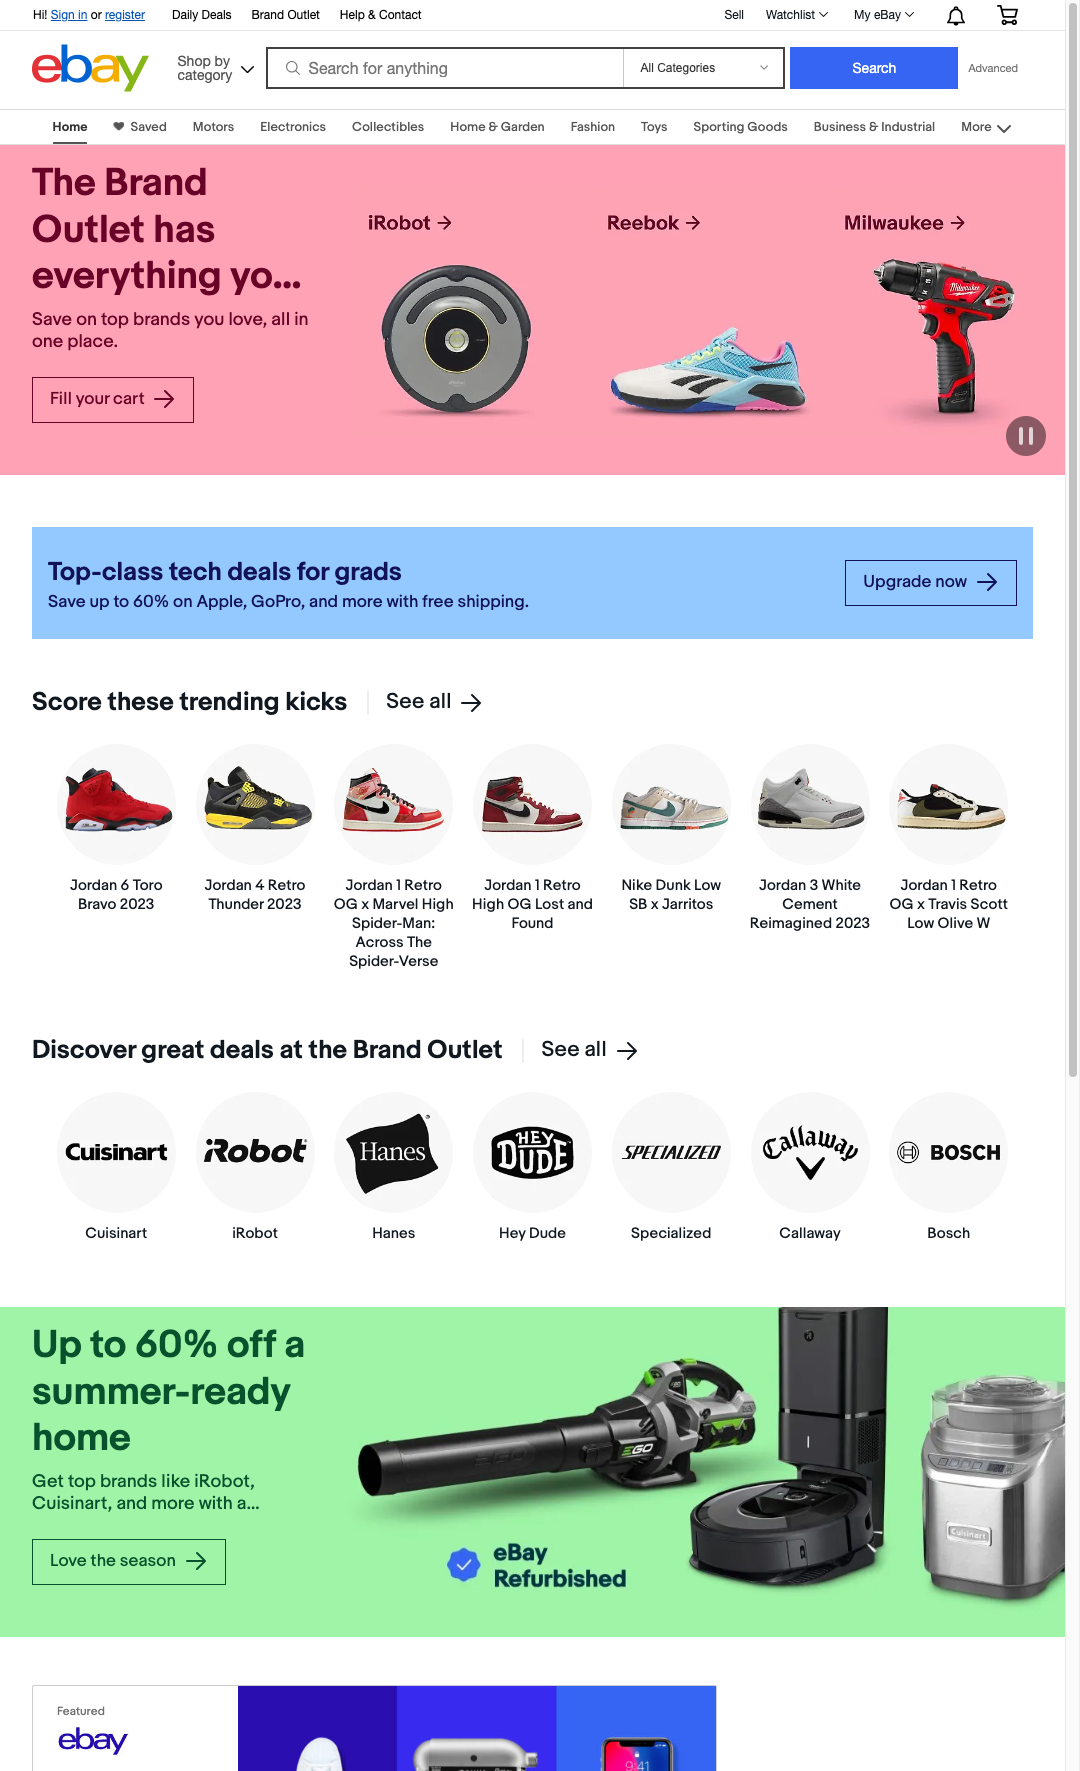 Hi! Sign in or register Daily Deals Brand Outlet Help & Contact Sell Watchlist My eBay
ebay
Shop by
category
Search for anything
All Categories
Search
Advanced
Home Saved Motors Electronics Collectibles Home & Garden Fashion Toys Sporting Goods Business & Industrial More
The Brand
Outlet has
everything yo...
Save on top brands you love, all in
one place.
Fill your cart
iRobot
Reebok
Milwaukee
Milwaukee
Top-class tech deals for grads
Save up to 60% on Apple, GoPro, and more with free shipping.
Upgrade now
Score these trending kicks See all
Jordan 6 Toro
Bravo 2023
Jordan 4 Retro
Thunder 2023
Jordan 1 Retro
OG x Marvel High
Spider-Man:
Across The
Spider-Verse
Jordan 1 Retro
High OG Lost and
Found
Nike Dunk Low
SB x Jarritos
Jordan 3 White
Cement
Reimagined 2023
Jordan 1 Retro
OG x Travis Scott
Low Olive W
Discover great deals at the Brand Outlet See all
Cuisinart
iRobot
Hanes
HEY
DUDE
SPECIALIZED
Callaway
BOSCH
Cuisinart
iRobot
Hanes
Hey Dude
Specialized
Callaway
Bosch
Up to 60% off a
summer-ready
home
Get top brands like iRobot,
Cuisinart, and more with a...
Love the season
EGO
EGO
Cuisinart
eBay
Refurbished
Featured
ebay
9:41